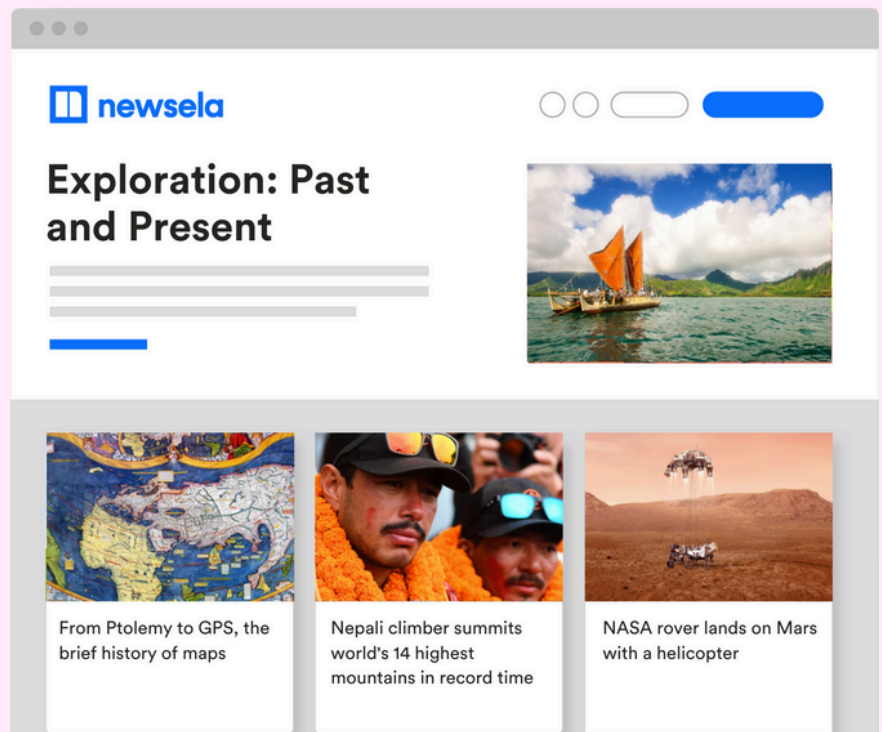 newsela
Exploration: Past
and Present
From Ptolemy to GPS, the
brief history of maps
Nepali climber summits
world's 14 highest
mountains in record time
NASA rover lands on Mars
with a helicopter